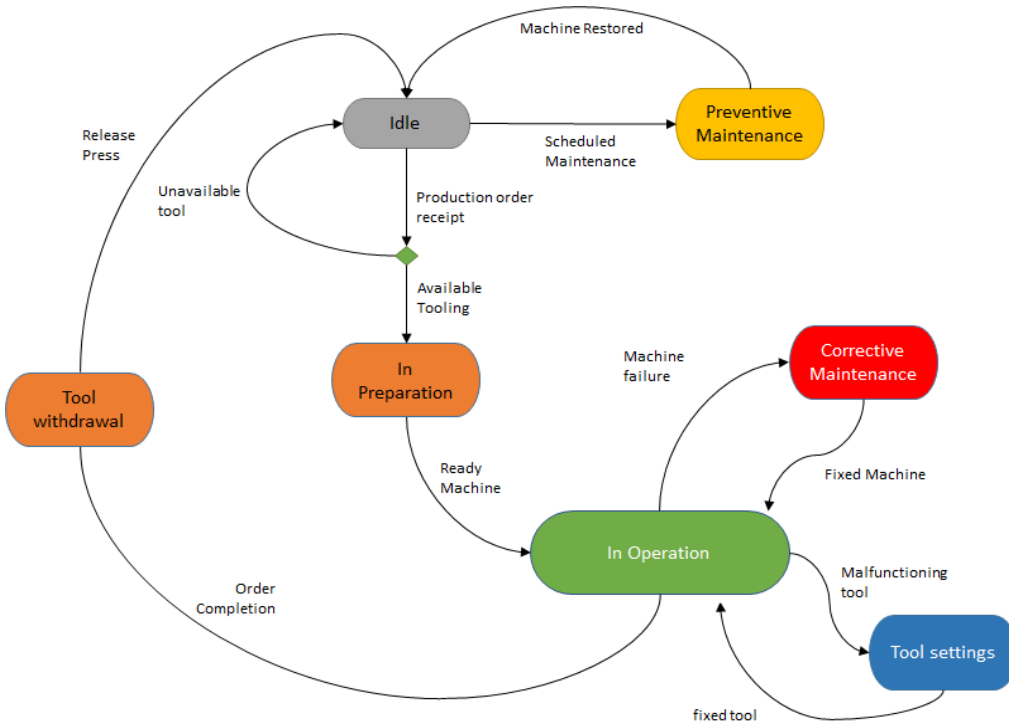 Machine Restored
Idle
Preventive
Maintenance
Release
Press
Scheduled
Maintenance
Unavailable
tool
Production order
receipt
Available
Tooling
In
Preparation
Machine
failure
Corrective
Maintenance
Tool
withdrawal
Ready
Machine
Fixed Machine
In Operation
Order
Completion
Malfunctioning
tool
Tool settings
fixed tool